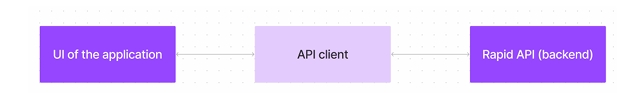 UI of the application
API client
Rapid API (backend)